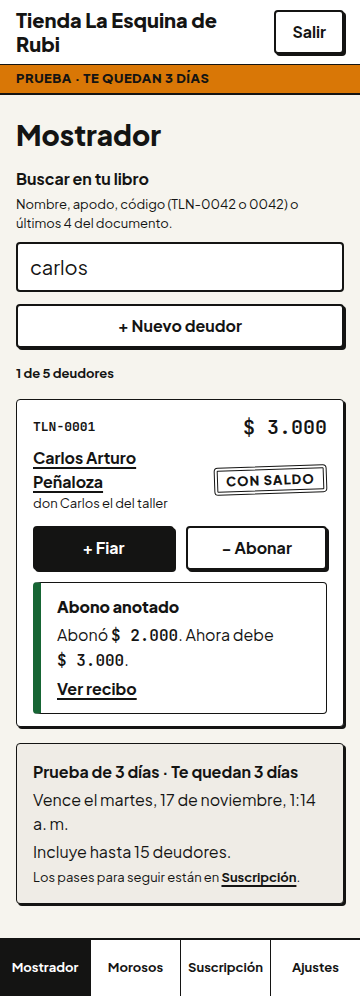 Tienda La Esquina de
Rubi
Salir
PRUEBA · TE QUEDAN 3 DÍAS
Mostrador
Buscar en tu libro
Nombre, apodo, código (TLN-0042 o 0042) o
últimos 4 del documento.
carlos
+ Nuevo deudor
1 de 5 deudores
TLN-0001
$ 3.000
Carlos Arturo
Peñaloza
don Carlos el del taller
CON SALDO
+ Fiar
− Abonar
Abono anotado
Abonó $ 2.000. Ahora debe
$ 3.000.
Ver recibo
Prueba de 3 días · Te quedan 3 días
Vence el martes, 17 de noviembre, 1:14
a. m.
Incluye hasta 15 deudores.
Los pases para seguir están en Suscripción.
Mostrador
Morosos
Suscripción
Ajustes